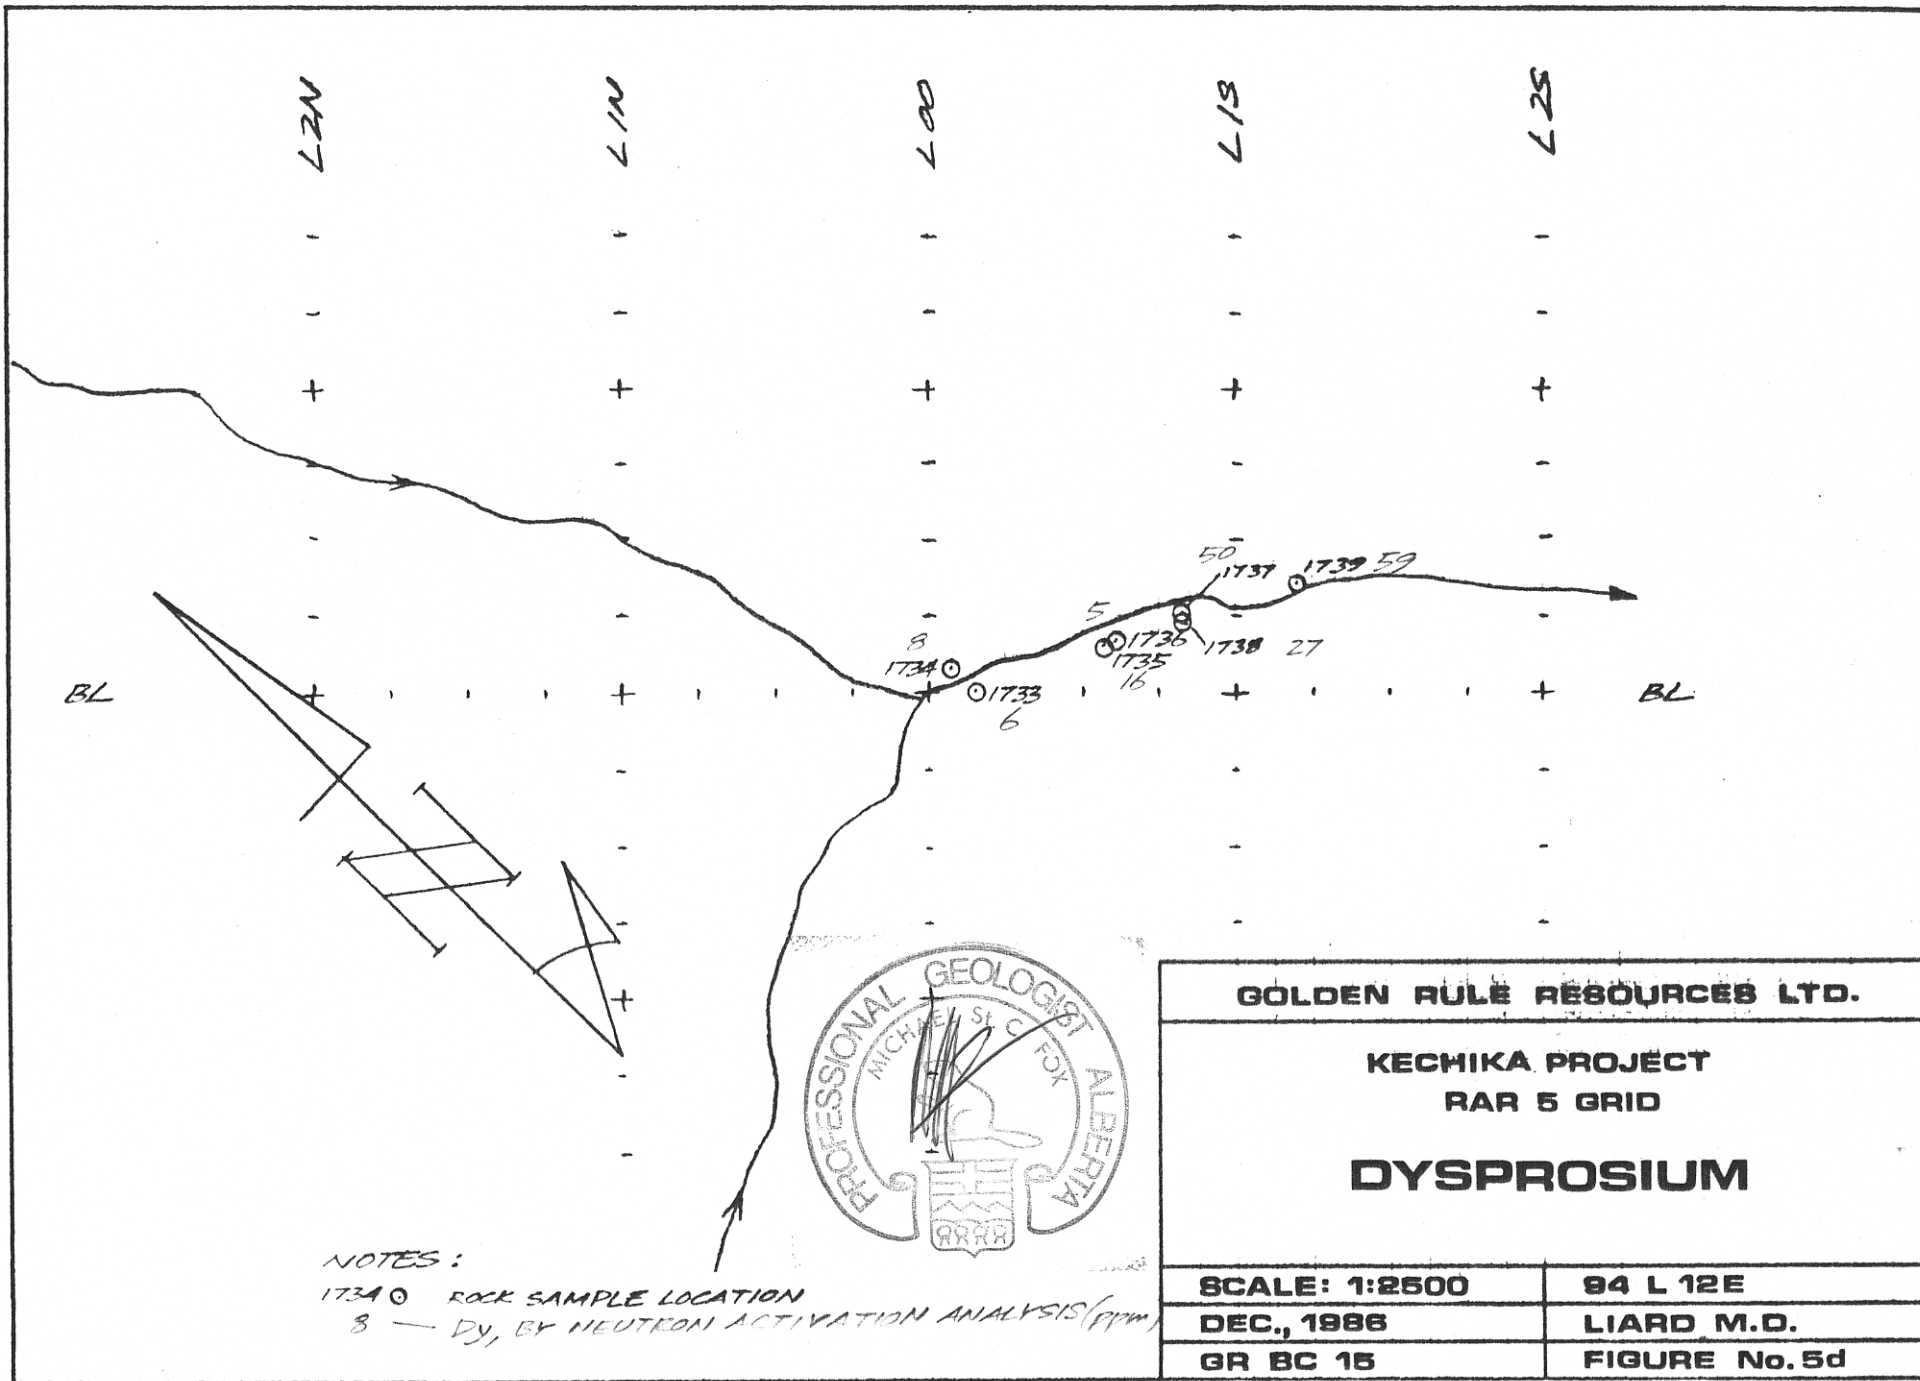 L2N
L1N
L00
L1S
L2S
50
1737
1739 59
5
1736
1738 27
8
1734
1735
16
BL
1733
6
BL
NOTES :
1734 ROCK SAMPLE LOCATION
8 — Dy, BY NEUTRON ACTIVATION ANALYSIS (ppm)
PROFESSIONAL GEOLOGIST ALBERTA
MICHAEL St. C. FOX
GOLDEN RULE RESOURCES LTD.
KECHIKA PROJECT
RAR 5 GRID
DYSPROSIUM
SCALE: 1:2500
94 L 12E
DEC., 1986
LIARD M.D.
GR BC 15
FIGURE No. 5d